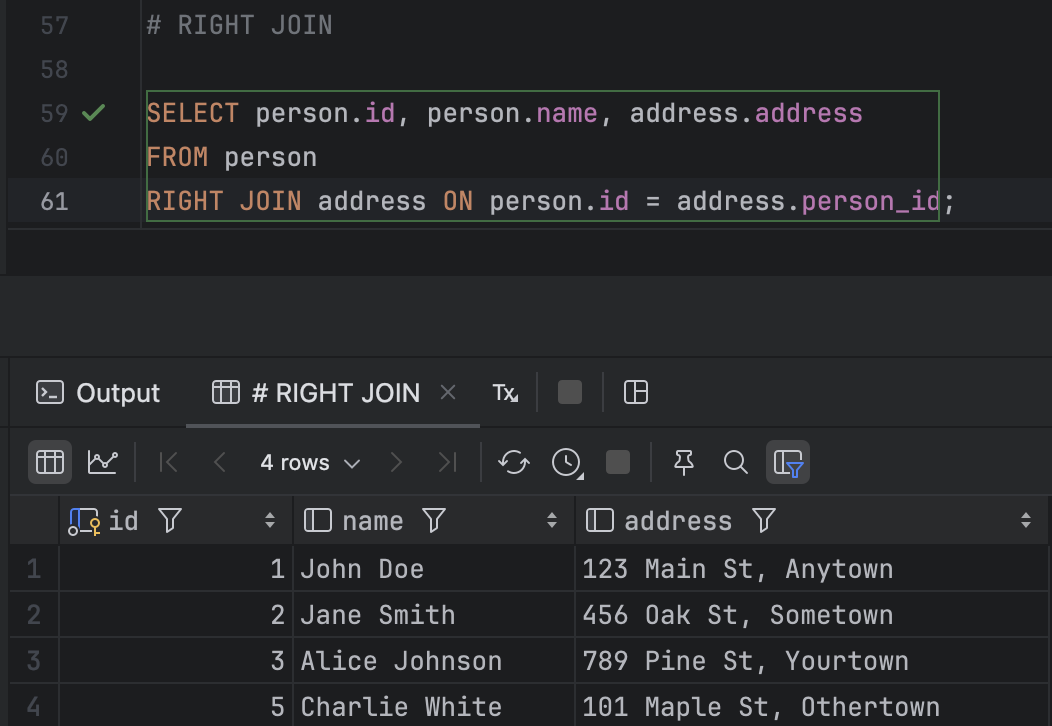 57 # RIGHT JOIN
58
59 SELECT person.id, person.name, address.address
60 FROM person
61 RIGHT JOIN address ON person.id = address.person_id;
Output # RIGHT JOIN Tx
4 rows
id name address
1 1 John Doe 123 Main St, Anytown
2 2 Jane Smith 456 Oak St, Sometown
3 3 Alice Johnson 789 Pine St, Yourtown
4 5 Charlie White 101 Maple St, Othertown